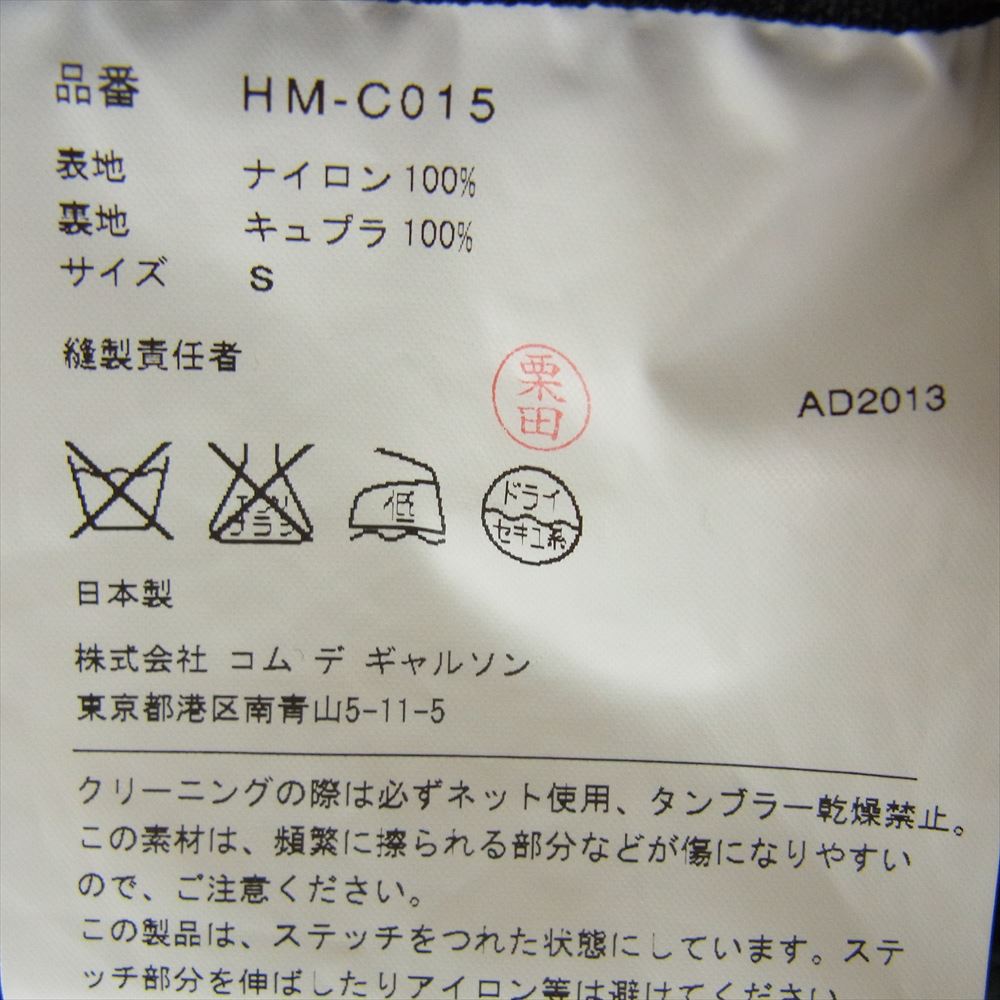 品番 HM-C015
表地 ナイロン 100%
裏地 キュプラ 100%
サイズ S
縫製責任者
栗田
AD2013
エンソ
サラシ
低
ドライ
セキユ系
日本製
株式会社 コム デ ギャルソン
東京都港区南青山5-11-5
クリーニングの際は必ずネット使用、タンブラー乾燥禁止。
この素材は、頻繁に擦られる部分などが傷になりやすい
ので、ご注意ください。
この製品は、ステッチをつれた状態にしています。ステ
ッチ部分を伸ばしたりアイロン等は避けてください